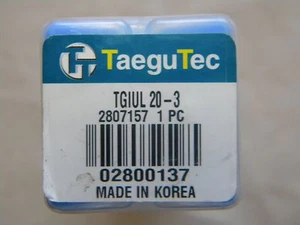 TaeguTec
TGIUL 20-3
2807157 1 PC
02800137
MADE IN KOREA